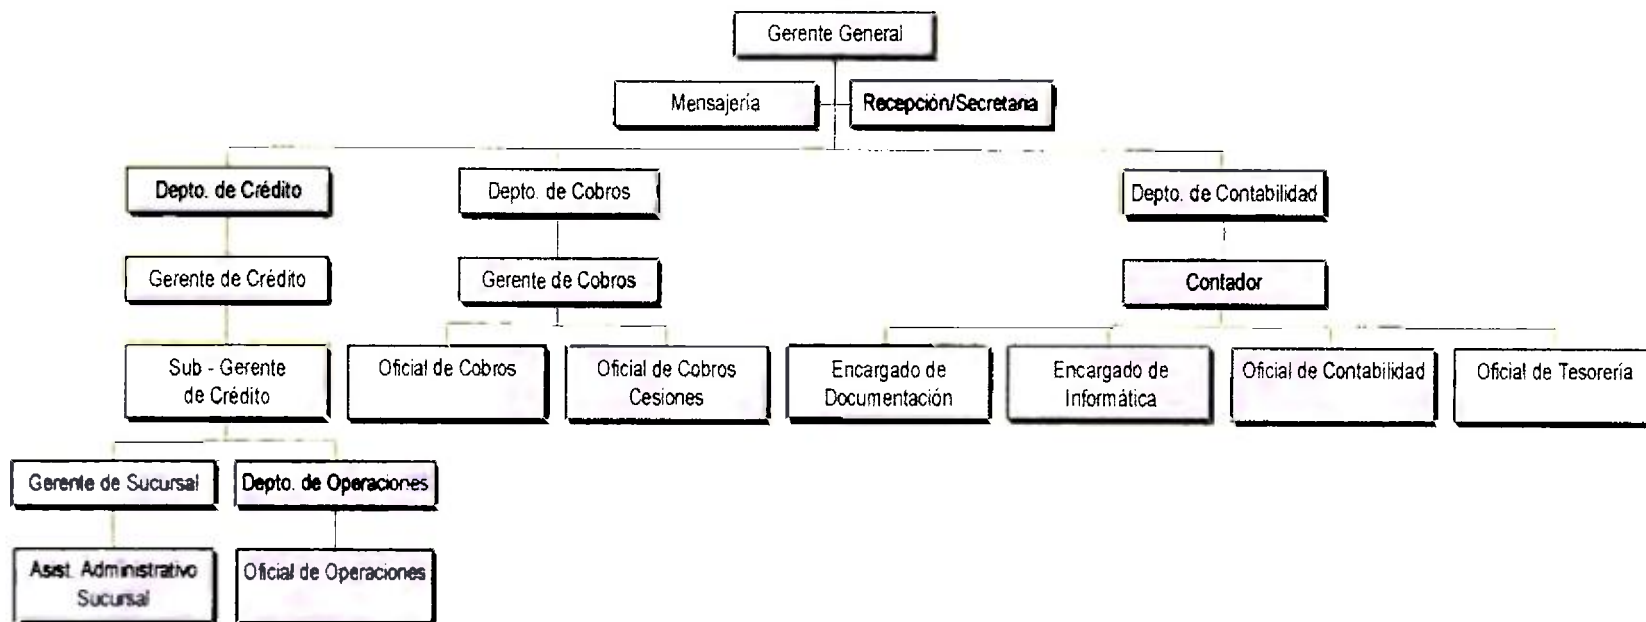 Gerente General
Mensajería
Recepción/Secretaria
Depto. de Crédito
Depto. de Cobros
Depto. de Contabilidad
Gerente de Crédito
Gerente de Cobros
Contador
Sub - Gerente
de Crédito
Oficial de Cobros
Oficial de Cobros
Cesiones
Encargado de
Documentación
Encargado de
Informática
Oficial de Contabilidad
Oficial de Tesorería
Gerente de Sucursal
Depto. de Operaciones
Asist. Administrativo
Sucursal
Oficial de Operaciones